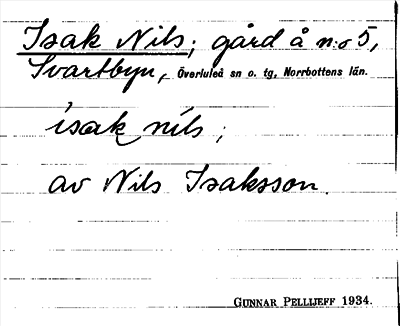 Isak Nils; gård å n:o 5,
Svartbyn, Överluleå sn o. tg, Norrbottens län.
isak nils ;
av Nils Isaksson.
GUNNAR PELLIJEFF 1934.